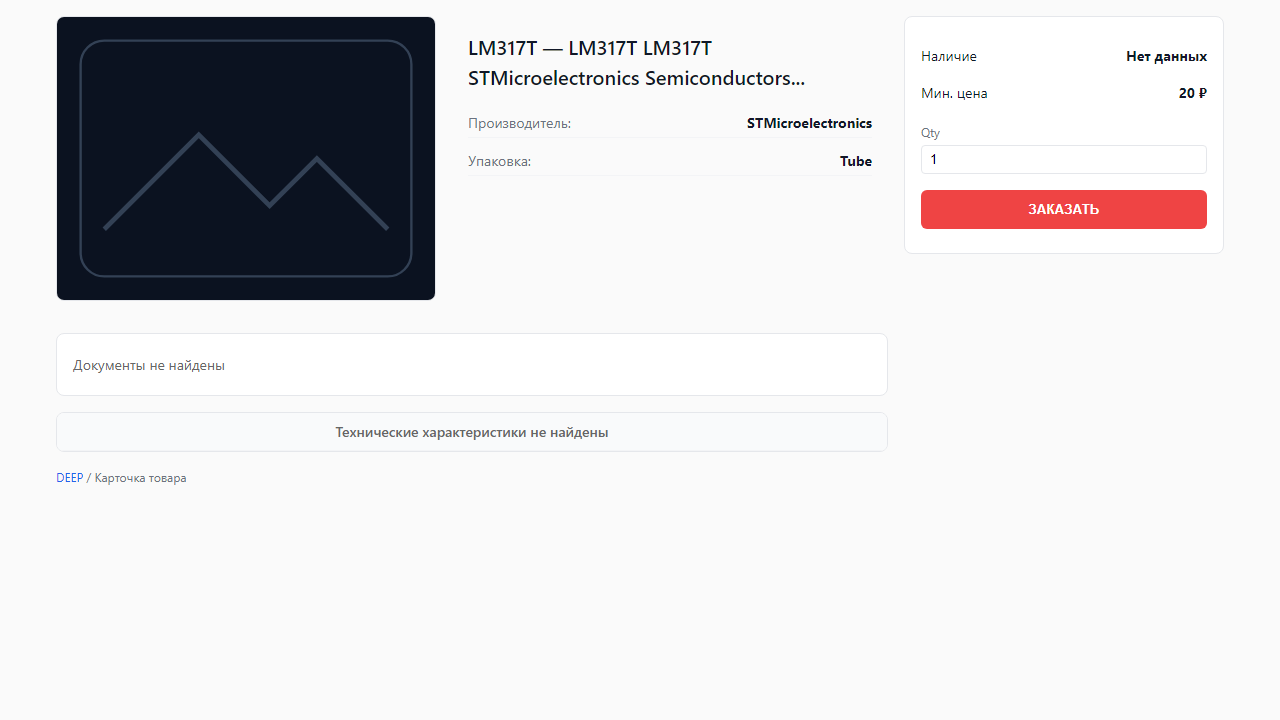 LM317T — LM317T LM317T
STMicroelectronics Semiconductors...
Производитель: STMicroelectronics
Упаковка: Tube
Наличие Нет данных
Мин. цена 20 ₽
Qty
1
ЗАКАЗАТЬ
Документы не найдены
Технические характеристики не найдены
DEEP / Карточка товара